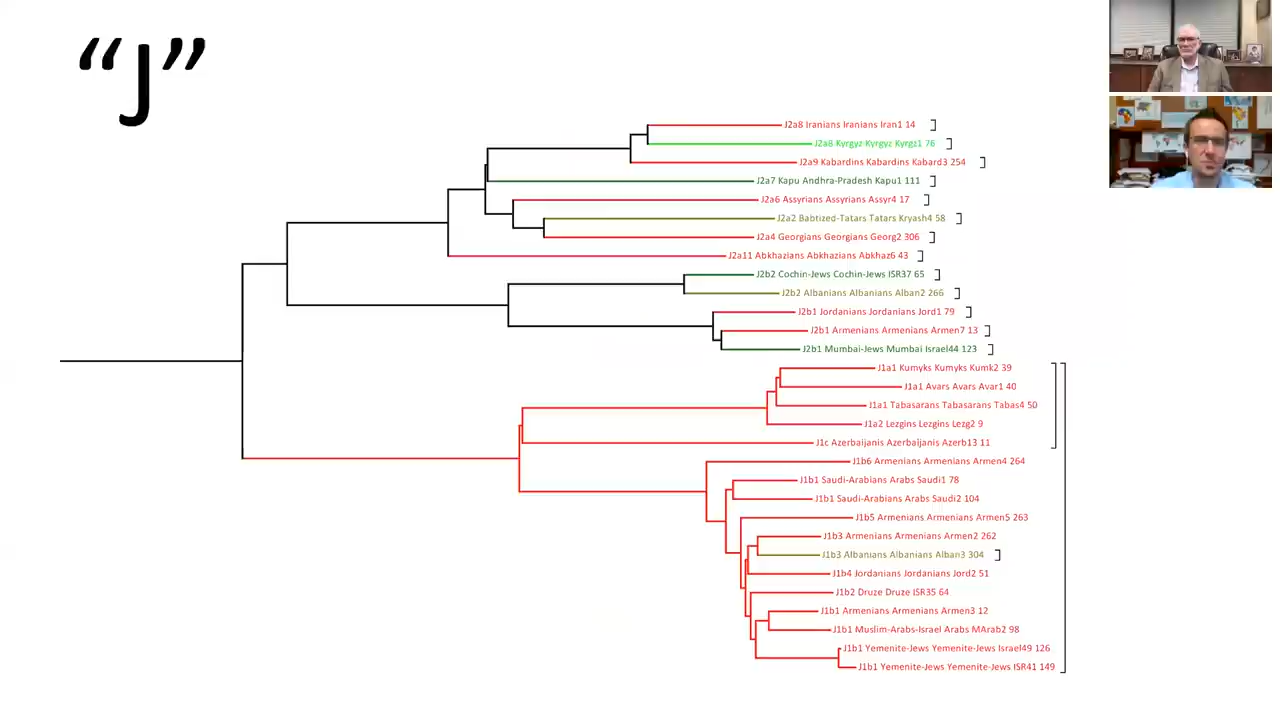 “J”
J2a8 Iranians Iranians Iran1 14
J2a8 Kyrgyz Kyrgyz Kyrgz1 76
J2a9 Kabardins Kabardins Kabard3 254
J2a7 Kapu Andhra-Pradesh Kapu1 111
J2a6 Assyrians Assyrians Assyr4 17
J2a2 Babtized-Tatars Tatars Kryash4 58
J2a4 Georgians Georgians Georg2 306
J2a11 Abkhazians Abkhazians Abkhaz6 43
J2b2 Cochin-Jews Cochin-Jews ISR37 65
J2b2 Albanians Albanians Alban2 266
J2b1 Jordanians Jordanians Jord1 79
J2b1 Armenians Armenians Armen7 13
J2b1 Mumbai-Jews Mumbai Israel44 123
J1a1 Kumyks Kumyks Kumk2 39
J1a1 Avars Avars Avar1 40
J1a1 Tabasarans Tabasarans Tabas4 50
J1a2 Lezgins Lezgins Lezg2 9
J1c Azerbaijanis Azerbaijanis Azerb13 11
J1b6 Armenians Armenians Armen4 264
J1b1 Saudi-Arabians Arabs Saudi1 78
J1b1 Saudi-Arabians Arabs Saudi2 104
J1b5 Armenians Armenians Armen5 263
J1b3 Armenians Armenians Armen2 262
J1b3 Albanians Albanians Alban3 304
J1b4 Jordanians Jordanians Jord2 51
J1b2 Druze Druze ISR35 64
J1b1 Armenians Armenians Armen3 12
J1b1 Muslim-Arabs-Israel Arabs MArab2 98
J1b1 Yemenite-Jews Yemenite-Jews Israel49 126
J1b1 Yemenite-Jews Yemenite-Jews ISR41 149